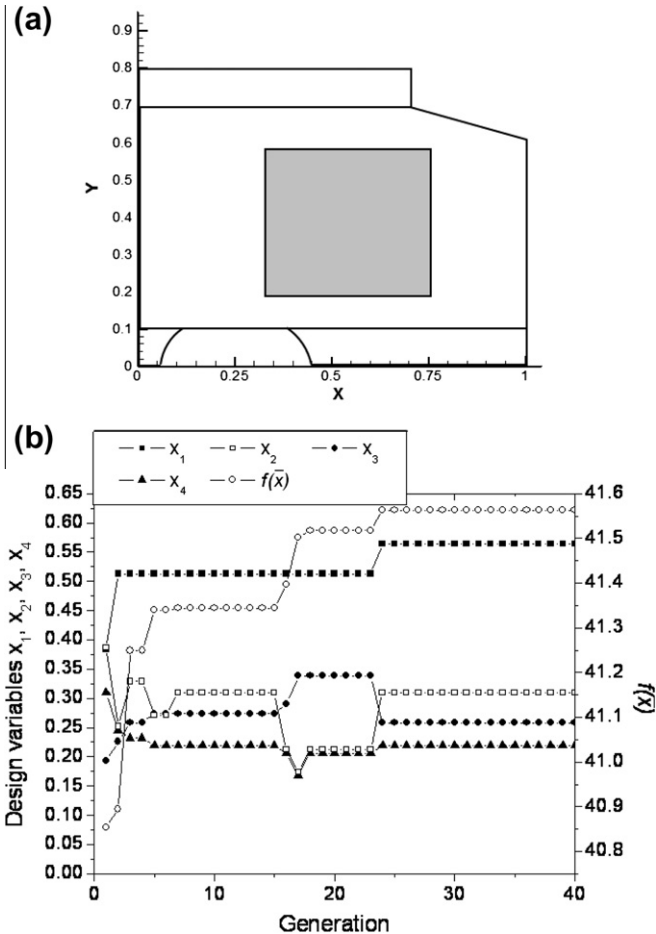 (a)
0.9
0.8
0.7
0.6
0.5
0.4
0.3
0.2
0.1
0
Y
0 0.25 0.5 0.75 1
X
(b)
X1 X2 X3
X4 f(x̅)
0.65 41.6
0.60
0.55 41.5
0.50
0.45 41.4
0.40 41.3
0.35
0.30 41.2
0.25 41.1
0.20
0.15 41.0
0.10 40.9
0.05 40.8
0.00
Design variables x1, x2, x3, x4
f(x̅)
0 10 20 30 40
Generation